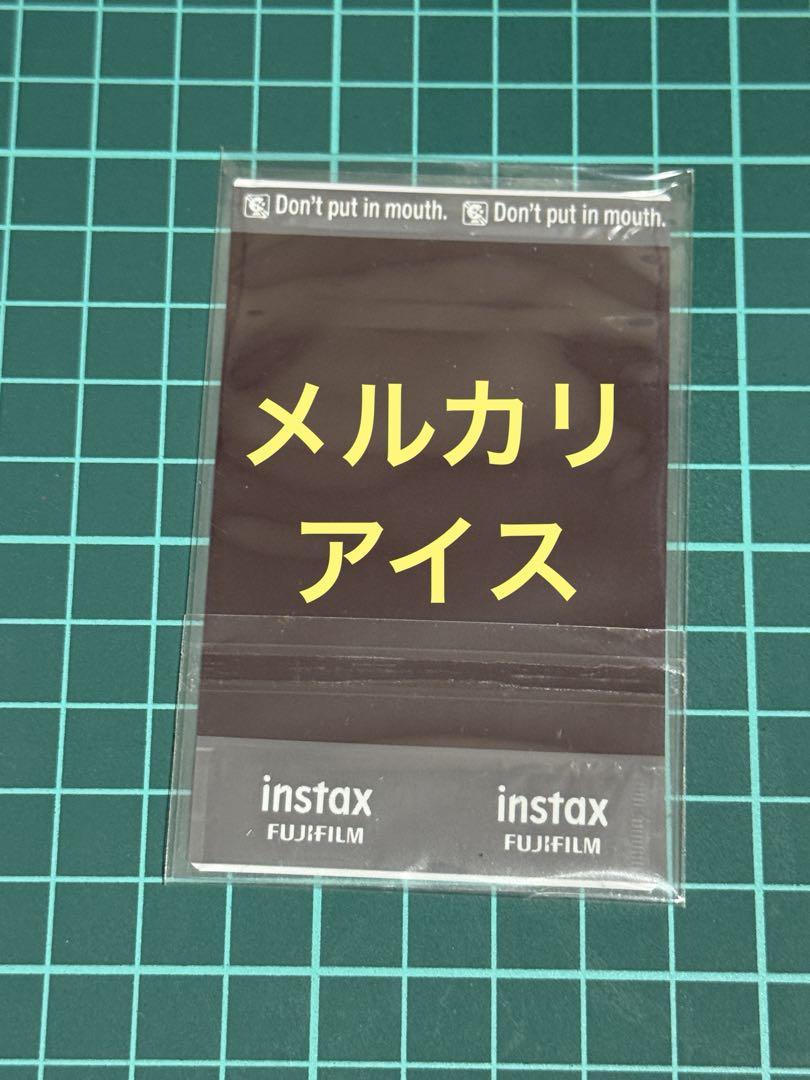 Don't put in mouth. Don't put in mouth.
メルカリ
アイス
instax instax
FUJIFILM FUJIFILM